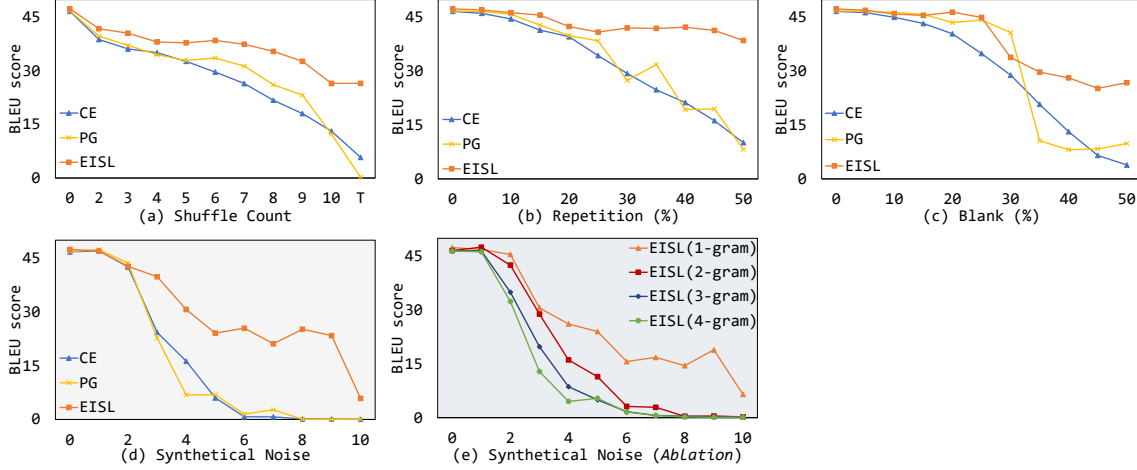 45
30
15
0
BLEU score
CE
PG
EISL
0 2 3 4 5 6 7 8 9 10 T
(a) Shuffle Count
45
30
15
0
BLEU score
CE
PG
EISL
0 10 20 30 40 50
(b) Repetition (%)
45
30
15
0
BLEU score
CE
PG
EISL
0 10 20 30 40 50
(c) Blank (%)
45
30
15
0
BLEU score
CE
PG
EISL
0 2 4 6 8 10
(d) Synthetical Noise
45
30
15
0
BLEU score
EISL(1-gram)
EISL(2-gram)
EISL(3-gram)
EISL(4-gram)
0 2 4 6 8 10
(e) Synthetical Noise (Ablation)